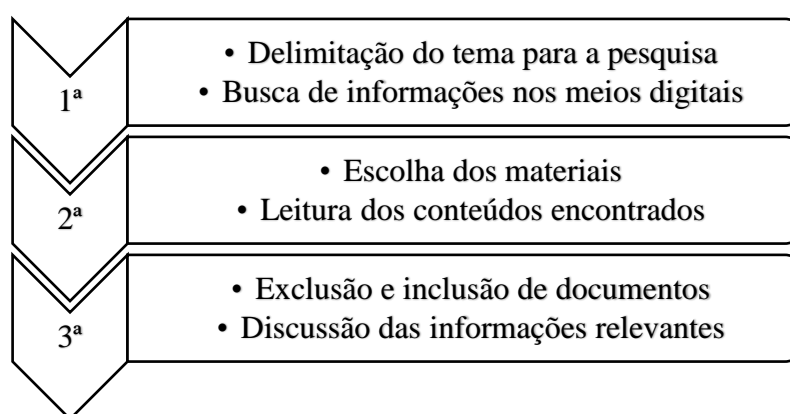 1ª
• Delimitação do tema para a pesquisa
• Busca de informações nos meios digitais
2ª
• Escolha dos materiais
• Leitura dos conteúdos encontrados
3ª
• Exclusão e inclusão de documentos
• Discussão das informações relevantes